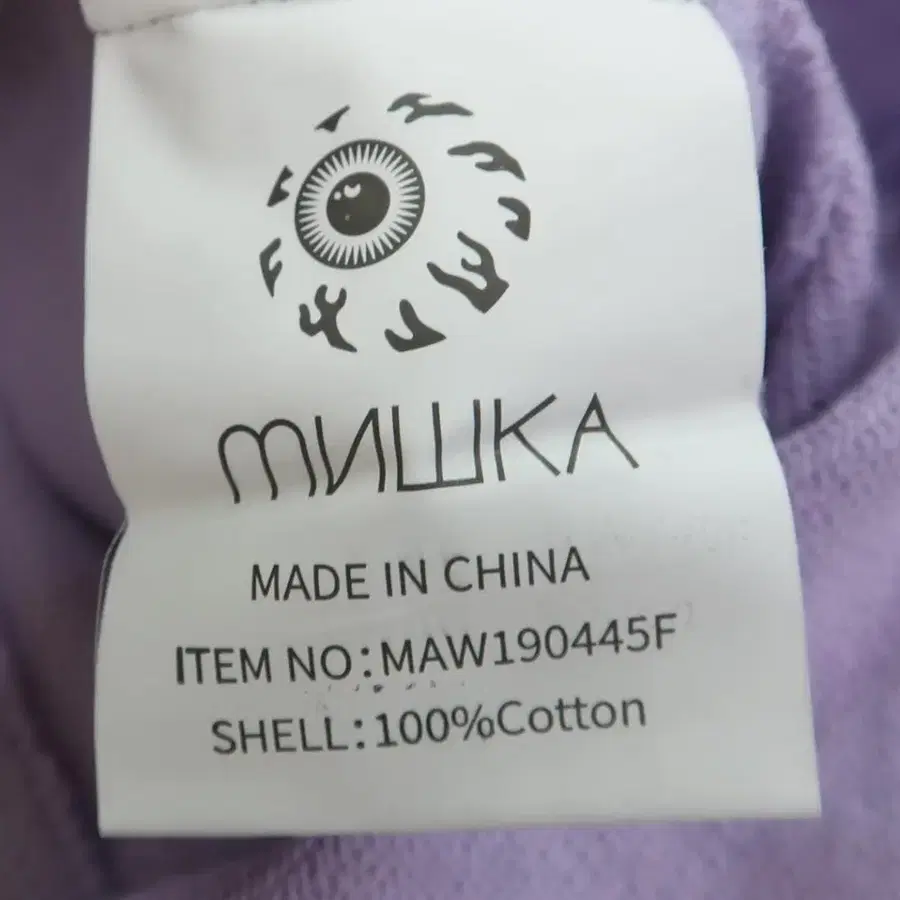 МИШКА
MADE IN CHINA
ITEM NO:MAW190445F
SHELL:100%Cotton